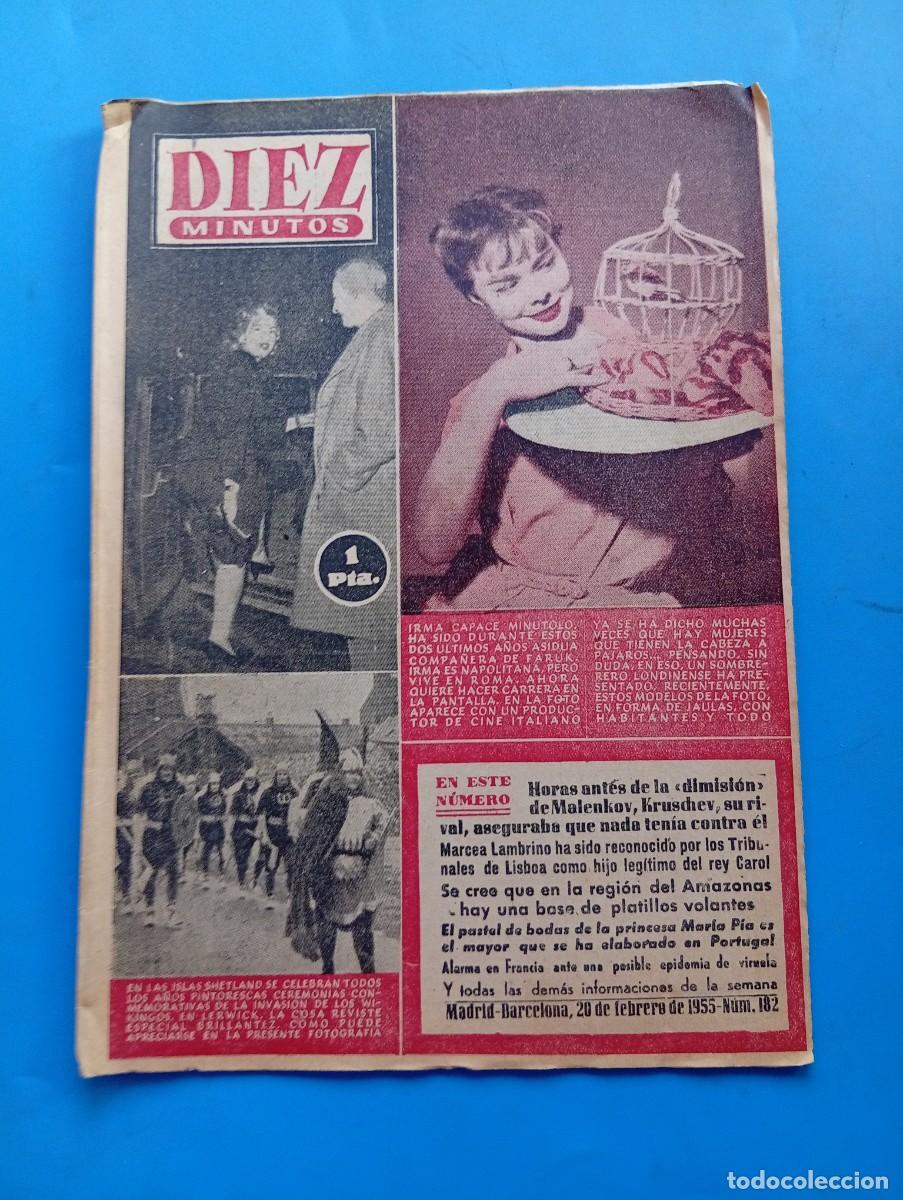 DIEZ
MINUTOS
1
Pta.
IRMA CAPACE MINUTOLO,
HA SIDO DURANTE ESTOS
DOS ULTIMOS AÑOS ASIDUA
COMPAÑERA DE FARUK.
IRMA ES NAPOLITANA, PERO
VIVE EN ROMA. AHORA
QUIERE HACER CARRERA EN
LA PANTALLA. EN LA FOTO
APARECE CON UN PRODUC-
TOR DE CINE ITALIANO
YA SE HA DICHO MUCHAS
VECES QUE HAY MUJERES
QUE TIENEN LA CABEZA A
PAJAROS... PENSANDO, SIN
DUDA, EN ESO, UN SOMBRE-
RERO LONDINENSE HA PRE-
SENTADO, RECIENTEMENTE,
ESTOS MODELOS DE LA FOTO,
EN FORMA DE JAULAS, CON
HABITANTES Y TODO
EN LAS ISLAS SHETLAND SE CELEBRAN TODOS
LOS AÑOS PINTORESCAS CEREMONIAS CON-
MEMORATIVAS DE LA INVASION DE LOS WI-
KINGOS. EN LERWICK, LA COSA REVISTE
ESPECIAL BRILLANTEZ, COMO PUEDE
APRECIARSE EN LA PRESENTE FOTOGRAFIA
EN ESTE
NÚMERO
Horas antés de la «dimisión»
de Malenkov, Kruschev, su ri-
val, aseguraba que nada tenía contra él
Marcea Lambrino ha sido reconocido por los Tribu-
nales de Lisboa como hijo legítimo del rey Carol
Se cree que en la región del Amazonas
hay una base de platillos volantes
El pastel de bodas de la princesa María Pía es
el mayor que se ha elaborado en Portugal
Alarma en Francia ante una posible epidemia de viruela
Y todas las demás informaciones de la semana
Madrid-Barcelona, 20 de febrero de 1955-Núm. 182
todocoleccion